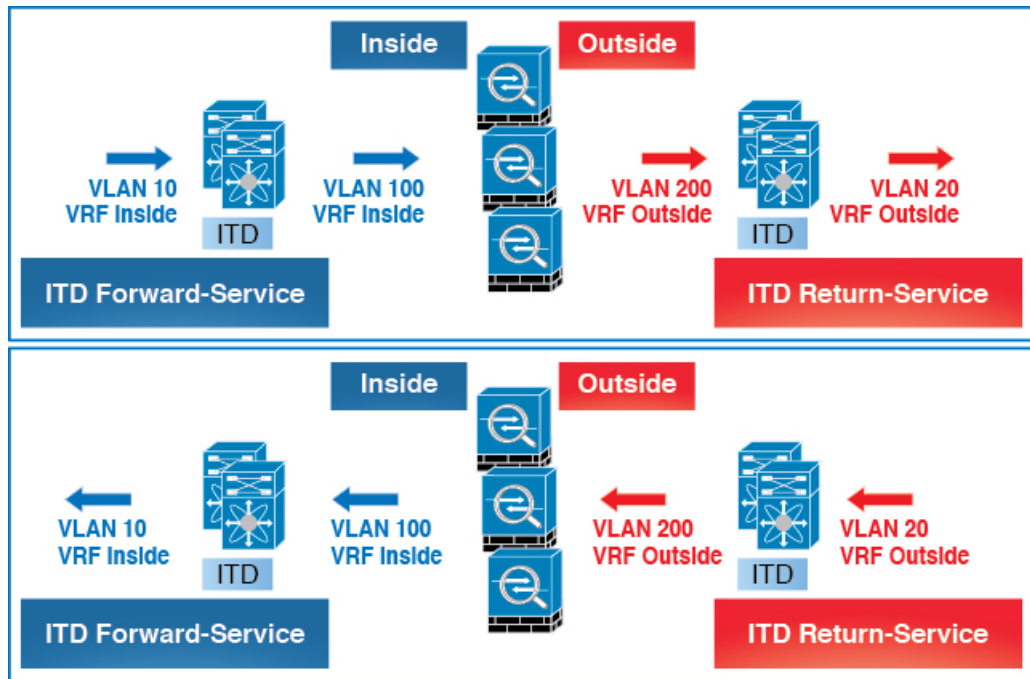 Inside
Outside
VLAN 10
VRF Inside
VLAN 100
VRF Inside
VLAN 200
VRF Outside
VLAN 20
VRF Outside
ITD
ITD
ITD Forward-Service
ITD Return-Service
Inside
Outside
VLAN 10
VRF Inside
VLAN 100
VRF Inside
VLAN 200
VRF Outside
VLAN 20
VRF Outside
ITD
ITD
ITD Forward-Service
ITD Return-Service